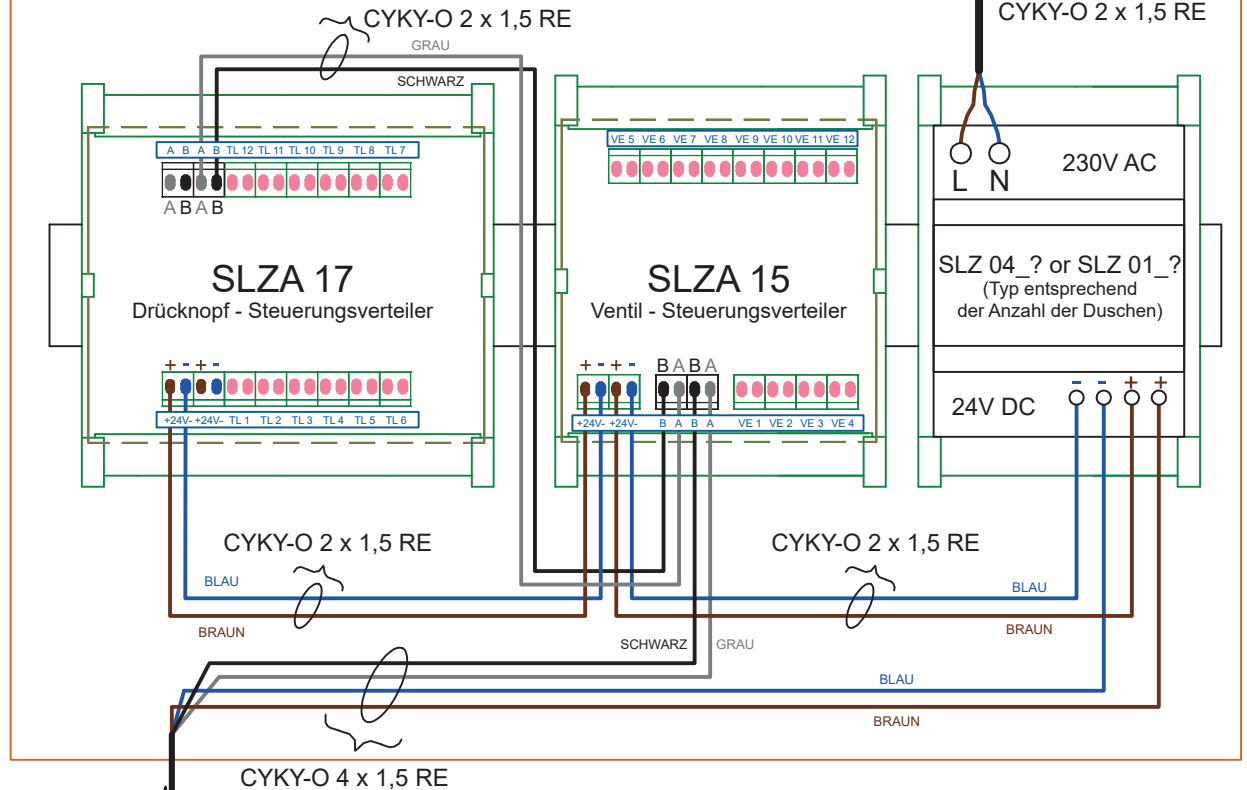 CYKY-O 2 x 1,5 RE
CYKY-O 2 x 1,5 RE
GRAU
SCHWARZ
A B A B TL 12 TL 11 TL 10 TL 9 TL 8 TL 7
A B A B
SLZA 17
Drücknopf - Steuerungsverteiler
+ - + -
+24V- +24V- TL 1 TL 2 TL 3 TL 4 TL 5 TL 6
VE 5 VE 6 VE 7 VE 8 VE 9 VE 10 VE 11 VE 12
SLZA 15
Ventil - Steuerungsverteiler
+ - + - B A B A
+24V- +24V- B A B A VE 1 VE 2 VE 3 VE 4
L N
230V AC
SLZ 04_? or SLZ 01_?
(Typ entsprechend
der Anzahl der Duschen)
24V DC
- - + +
CYKY-O 2 x 1,5 RE
BLAU
BRAUN
CYKY-O 2 x 1,5 RE
BLAU
BRAUN
SCHWARZ
GRAU
BLAU
BRAUN
CYKY-O 4 x 1,5 RE